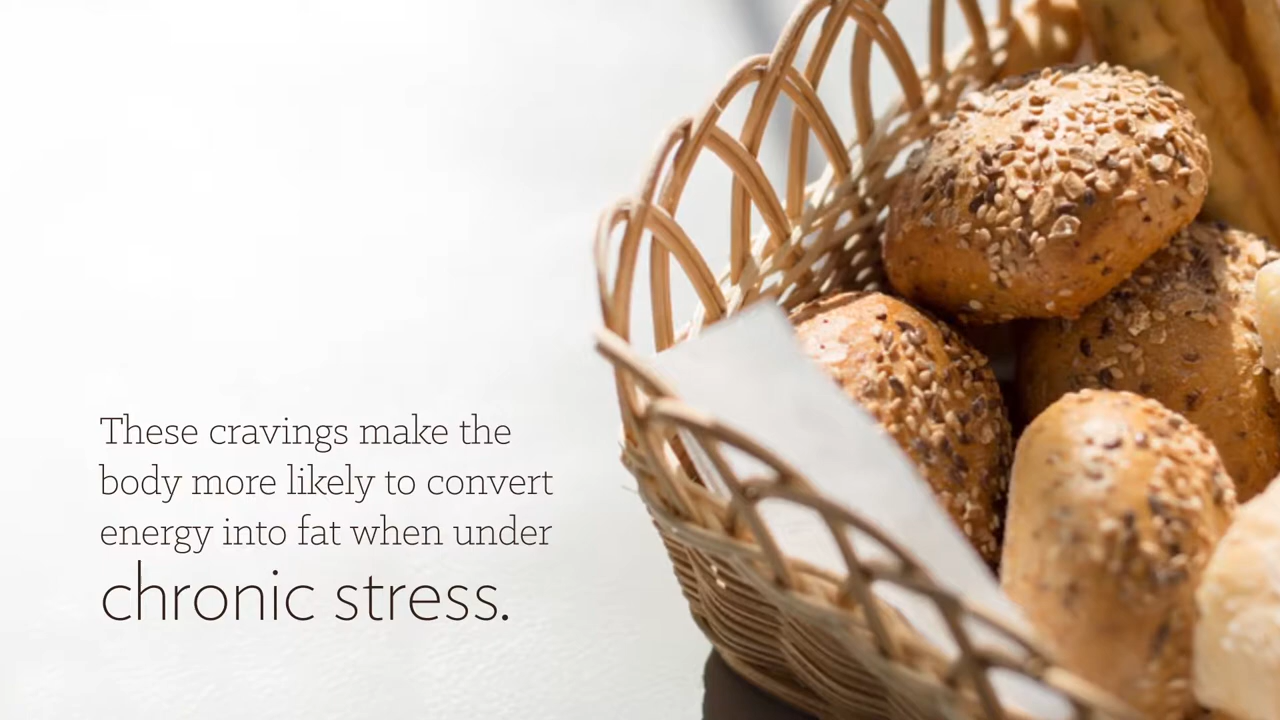 These cravings make the
body more likely to convert
energy into fat when under
chronic stress.